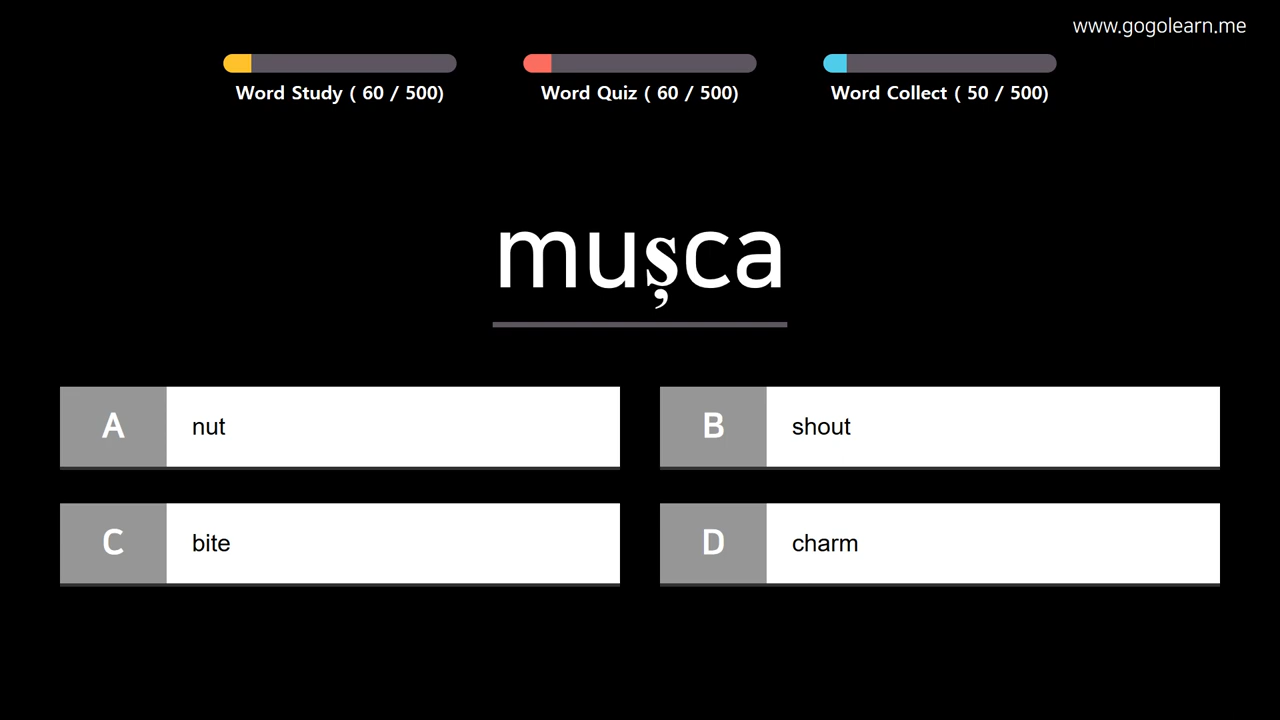 www.gogolearn.me
Word Study ( 60 / 500)
Word Quiz ( 60 / 500)
Word Collect ( 50 / 500)
mușca
A nut
B shout
C bite
D charm